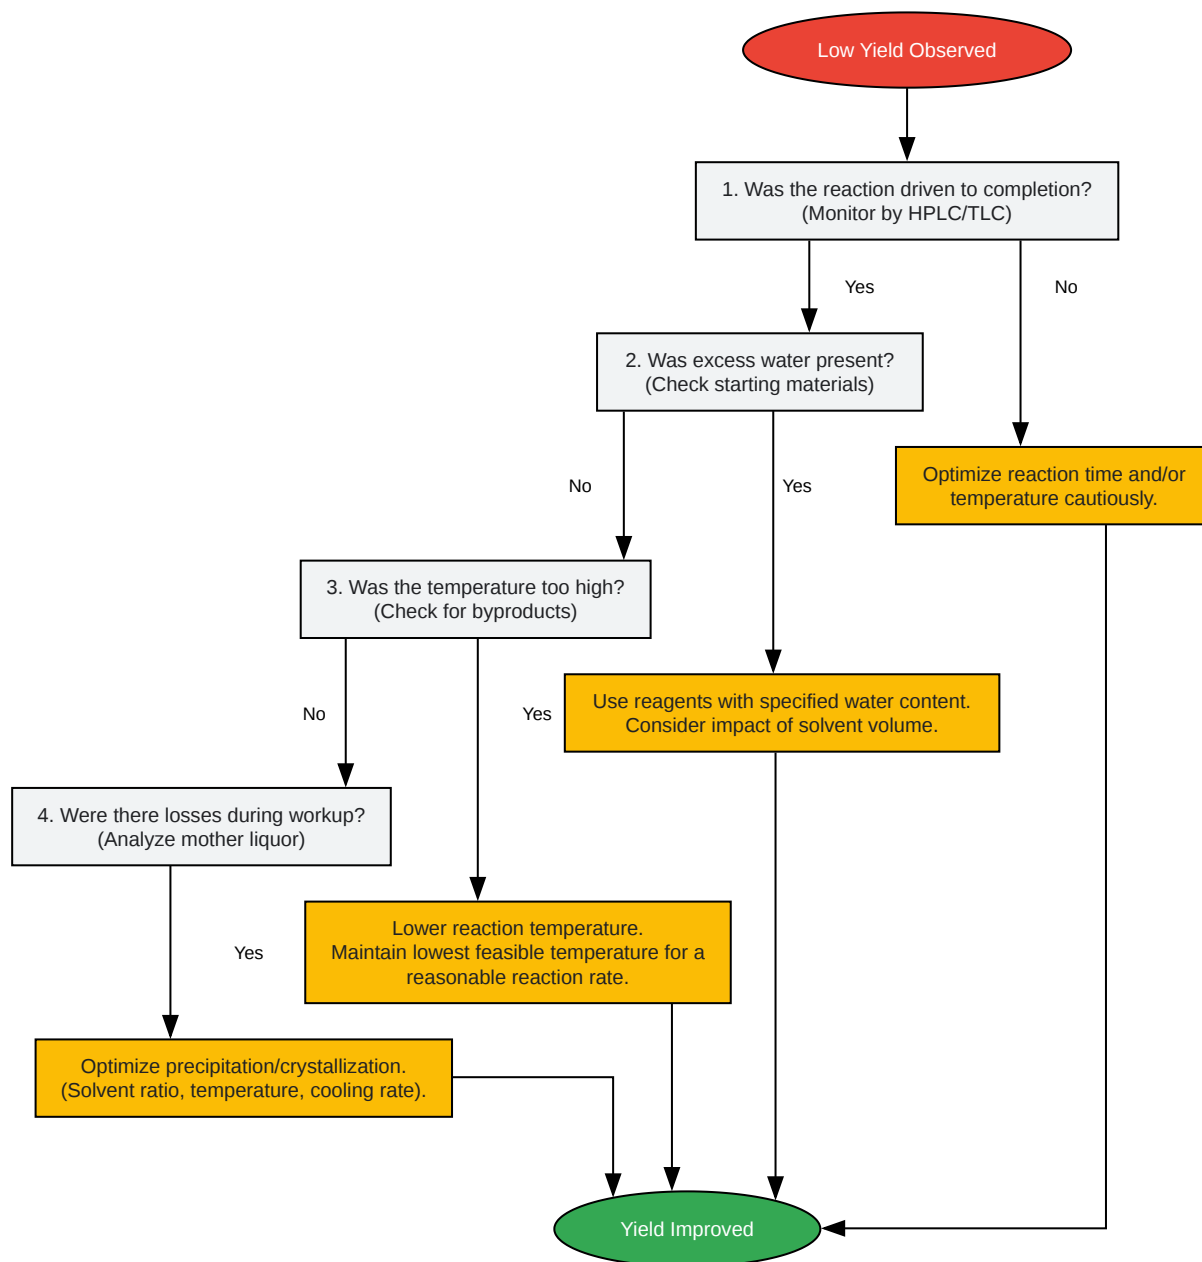 Low Yield Observed
1. Was the reaction driven to completion?
(Monitor by HPLC/TLC)
Yes
No
2. Was excess water present?
(Check starting materials)
No
Yes
Optimize reaction time and/or
temperature cautiously.
3. Was the temperature too high?
(Check for byproducts)
No
Yes
Use reagents with specified water content.
Consider impact of solvent volume.
4. Were there losses during workup?
(Analyze mother liquor)
Yes
Lower reaction temperature.
Maintain lowest feasible temperature for a
reasonable reaction rate.
Optimize precipitation/crystallization.
(Solvent ratio, temperature, cooling rate).
Yield Improved